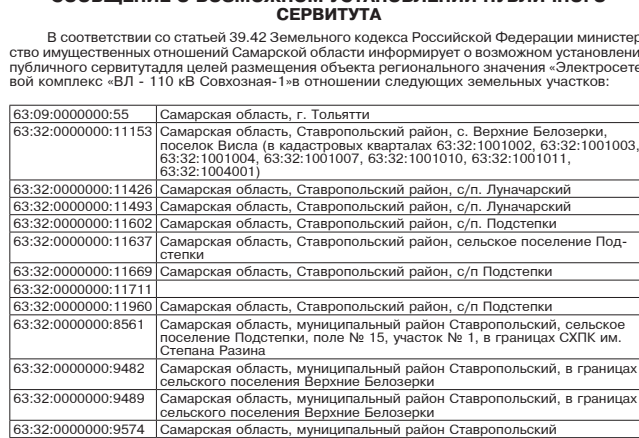 СООБЩЕНИЕ О ВОЗМОЖНОМ УСТАНОВЛЕНИИ ПУБЛИЧНОГО
СЕРВИТУТА
В соответствии со статьей 39.42 Земельного кодекса Российской Федерации министер
ство имущественных отношений Самарской области информирует о возможном установлени
публичного сервитутадля целей размещения объекта регионального значения «Электросете
вой комплекс «ВЛ - 110 кВ Совхозная-1»в отношении следующих земельных участков:
63:09:0000000:55 Самарская область, г. Тольятти
63:32:0000000:11153 Самарская область, Ставропольский район, с. Верхние Белозерки,
поселок Висла (в кадастровых кварталах 63:32:1001002, 63:32:1001003,
63:32:1001004, 63:32:1001007, 63:32:1001010, 63:32:1001011,
63:32:1004001)
63:32:0000000:11426 Самарская область, Ставропольский район, с/п. Луначарский
63:32:0000000:11493 Самарская область, Ставропольский район, с/п. Луначарский
63:32:0000000:11602 Самарская область, Ставропольский район, с/п. Подстепки
63:32:0000000:11637 Самарская область, Ставропольский район, сельское поселение Под-
степки
63:32:0000000:11669 Самарская область, Ставропольский район, с/п Подстепки
63:32:0000000:11711
63:32:0000000:11960 Самарская область, Ставропольский район, с/п Подстепки
63:32:0000000:8561 Самарская область, муниципальный район Ставропольский, сельское
поселение Подстепки, поле № 15, участок № 1, в границах СХПК им.
Степана Разина
63:32:0000000:9482 Самарская область, муниципальный район Ставропольский, в границах
сельского поселения Верхние Белозерки
63:32:0000000:9489 Самарская область, муниципальный район Ставропольский, в границах
сельского поселения Верхние Белозерки
63:32:0000000:9574 Самарская область, муниципальный район Ставропольский